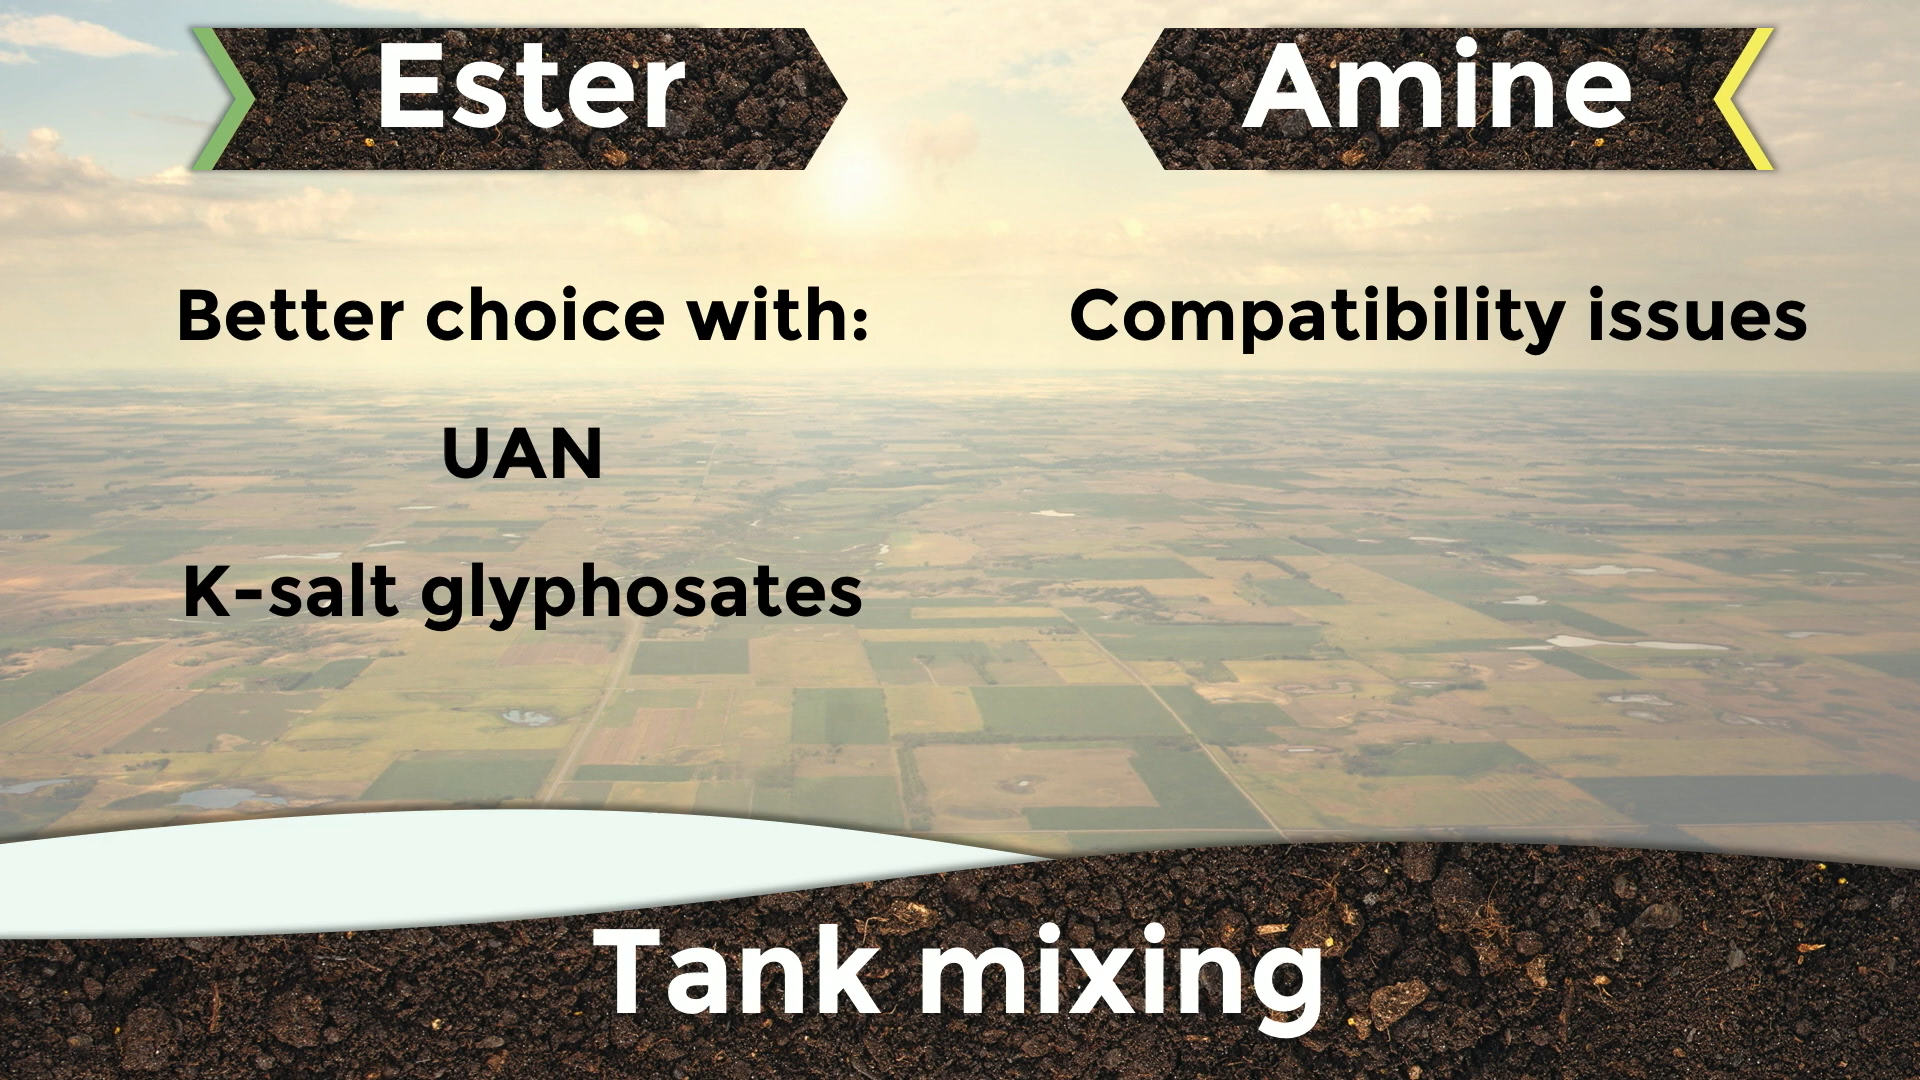 Ester
Amine
Better choice with:
Compatibility issues
UAN
K-salt glyphosates
Tank mixing